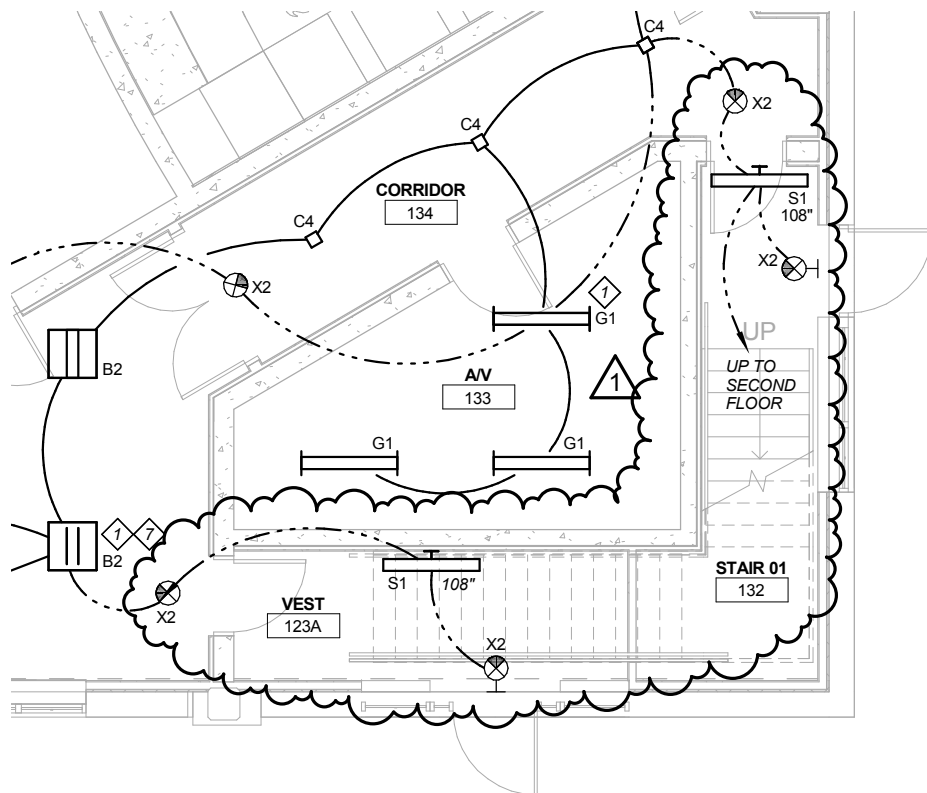 C4
X2
C4
CORRIDOR
134
S1
108"
C4
X2
X2
1
G1
UP
B2
UP TO
SECOND
FLOOR
A/V
133
1
G1
G1
1
7
B2
S1
108"
STAIR 01
132
X2
VEST
123A
X2